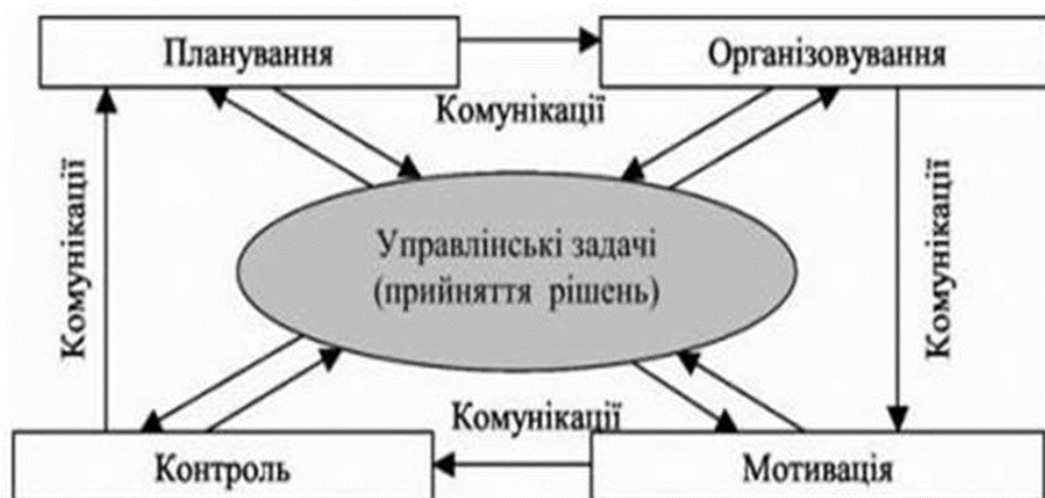 Планування
Організовування
Комунікації
Комунікації
Комунікації
Управлінські задачі
(прийняття рішень)
Комунікації
Контроль
Мотивація